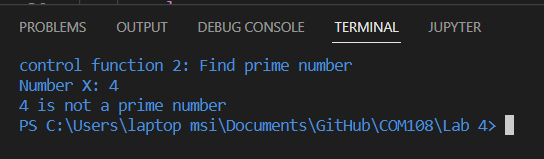 PROBLEMS OUTPUT DEBUG CONSOLE TERMINAL JUPYTER
control function 2: Find prime number
Number X: 4
4 is not a prime number
PS C:\Users\laptop msi\Documents\GitHub\COM108\Lab 4>